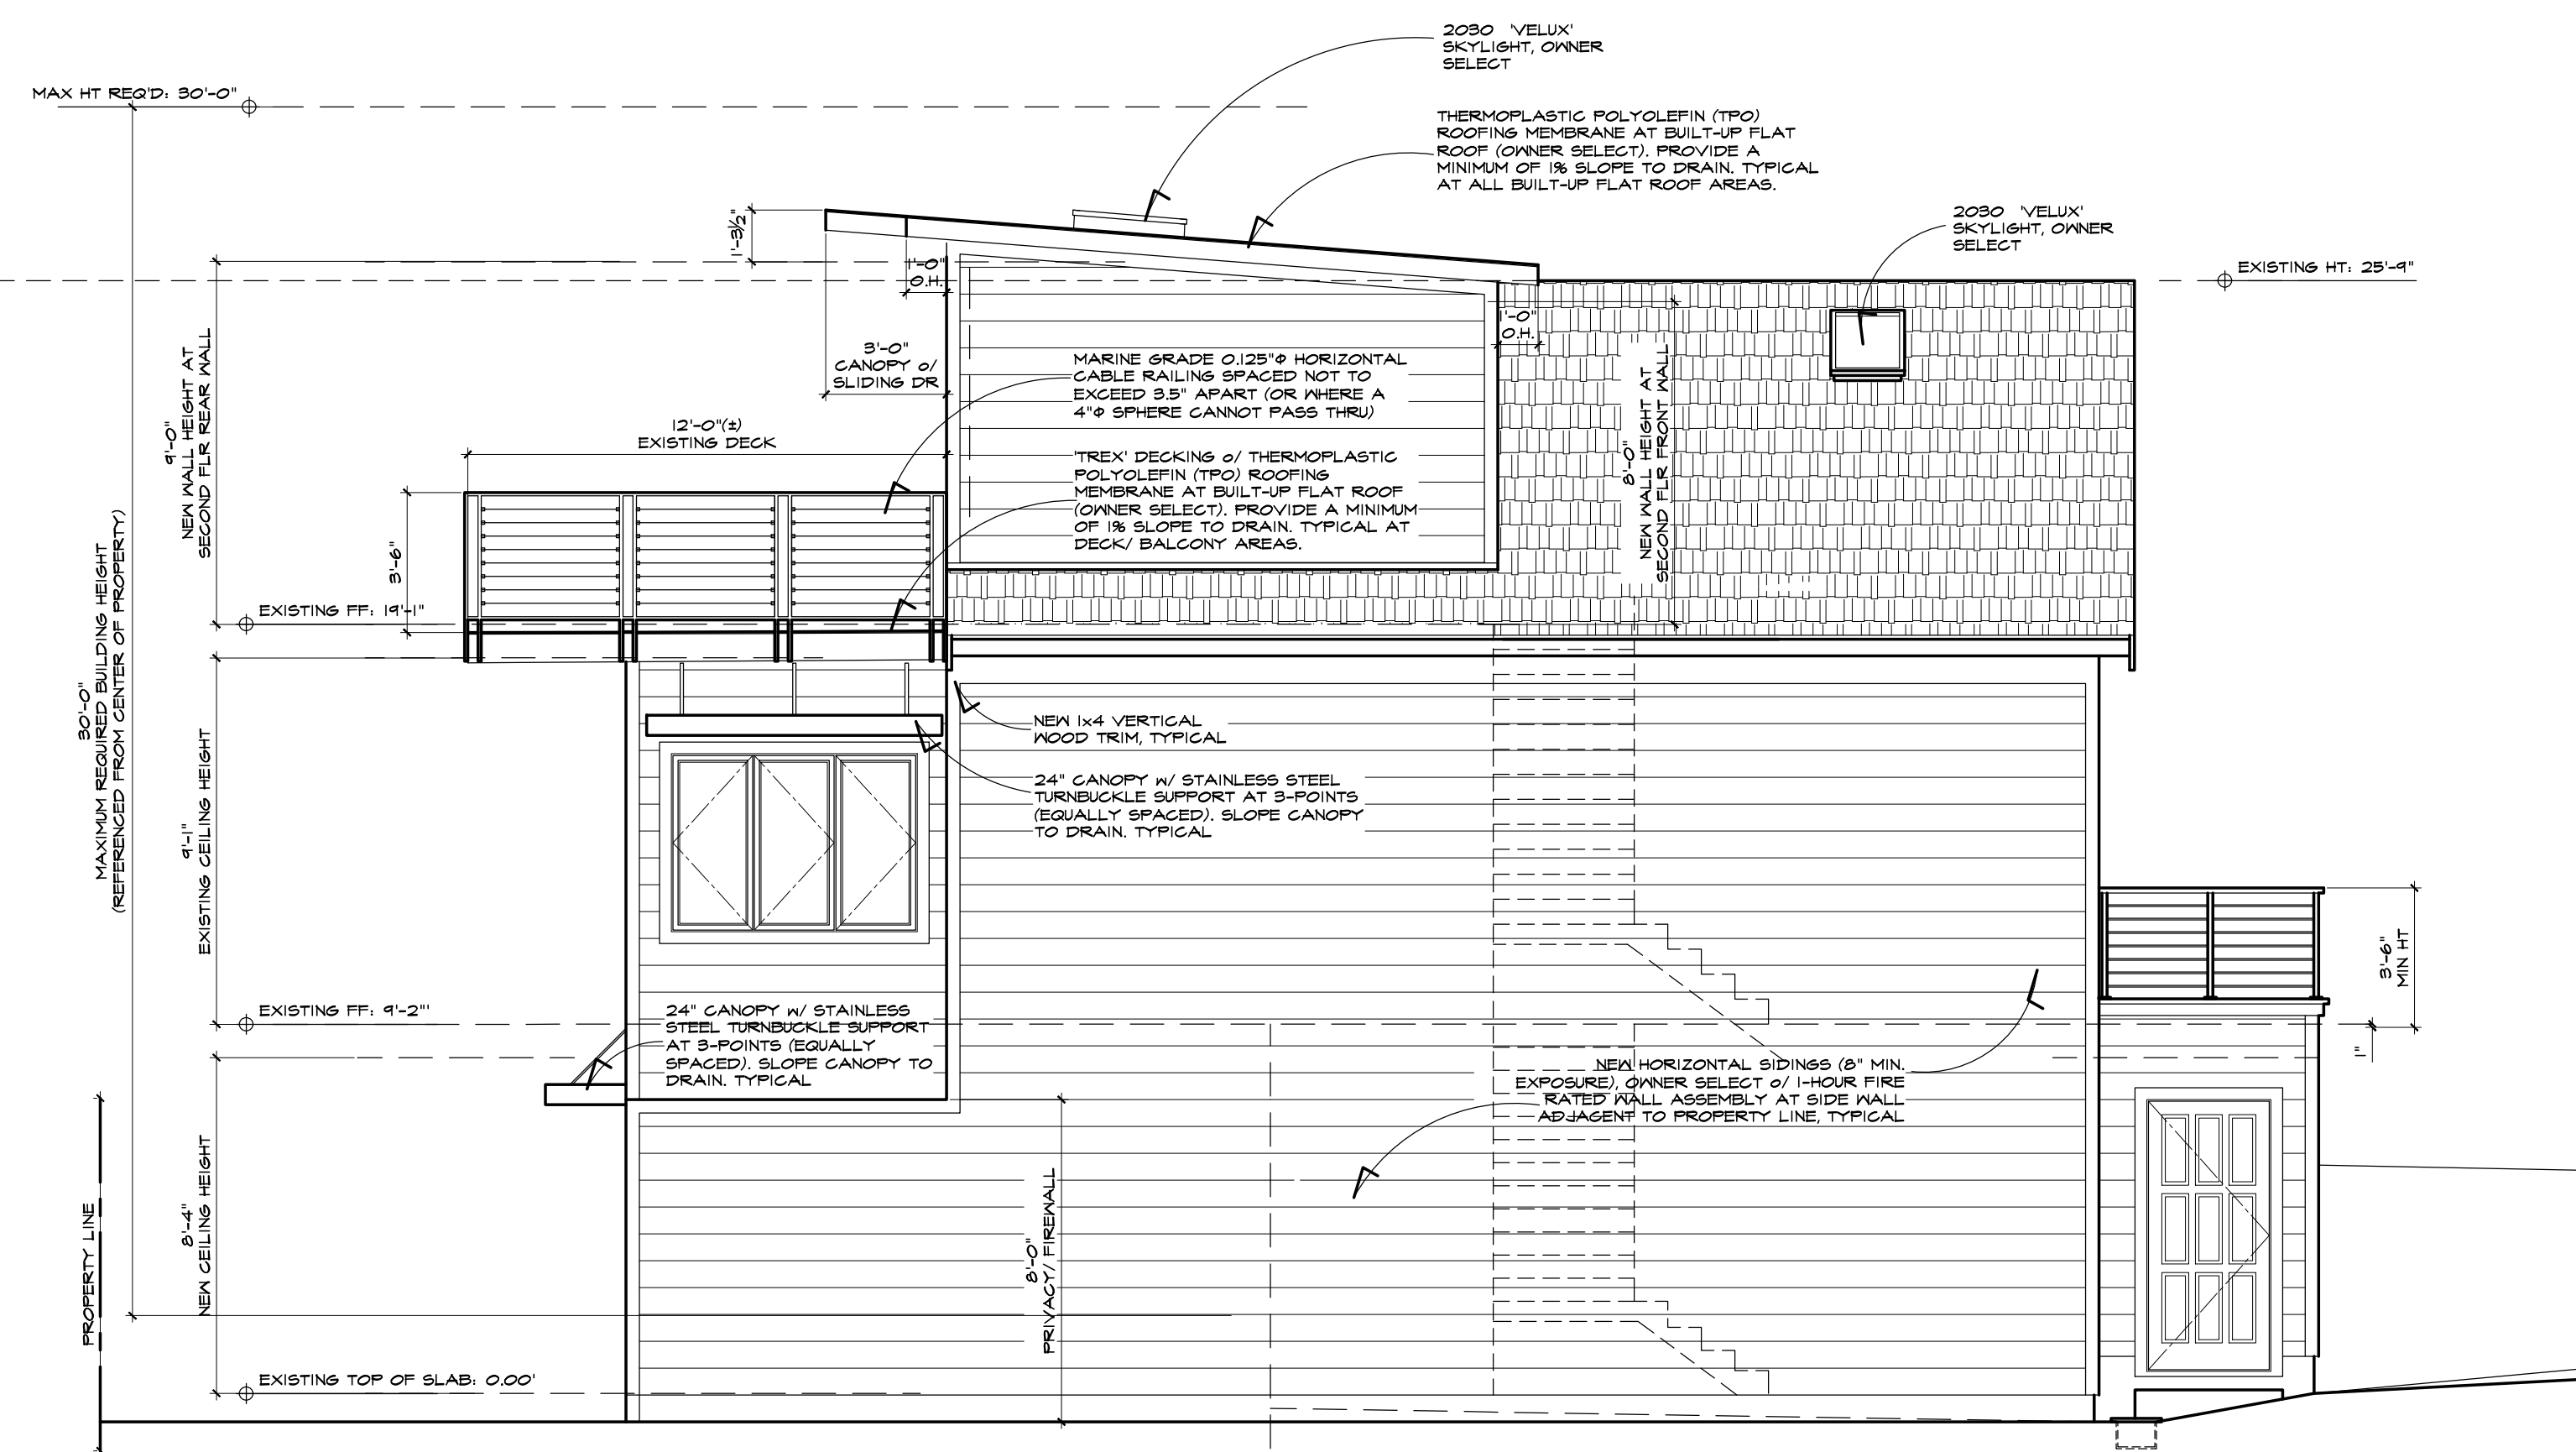 2030 'VELUX'
SKYLIGHT, OWNER
SELECT
MAX HT REQ'D: 30'-0"
THERMOPLASTIC POLYOLEFIN (TPO)
ROOFING MEMBRANE AT BUILT-UP FLAT
ROOF (OWNER SELECT). PROVIDE A
MINIMUM OF 1% SLOPE TO DRAIN. TYPICAL
AT ALL BUILT-UP FLAT ROOF AREAS.
2030 'VELUX'
SKYLIGHT, OWNER
SELECT
1'-3½"
1'-0"
O.H.
EXISTING HT: 25'-9"
1'-0"
O.H.
3'-0"
CANOPY o/
SLIDING DR
MARINE GRADE 0.125"Φ HORIZONTAL
CABLE RAILING SPACED NOT TO
EXCEED 3.5" APART (OR WHERE A
4"Φ SPHERE CANNOT PASS THRU)
9'-0"
NEW WALL HEIGHT AT
SECOND FLR REAR WALL
8'-0"
NEW WALL HEIGHT AT
SECOND FLR FRONT WALL
12'-0"(±)
EXISTING DECK
'TREX' DECKING o/ THERMOPLASTIC
POLYOLEFIN (TPO) ROOFING
MEMBRANE AT BUILT-UP FLAT ROOF
(OWNER SELECT). PROVIDE A MINIMUM
OF 1% SLOPE TO DRAIN. TYPICAL AT
DECK/ BALCONY AREAS.
3'-6"
EXISTING FF: 19'-1"
30'-0"
MAXIMUM REQUIRED BUILDING HEIGHT
(REFERENCED FROM CENTER OF PROPERTY)
NEW 1x4 VERTICAL
WOOD TRIM, TYPICAL
24" CANOPY w/ STAINLESS STEEL
TURNBUCKLE SUPPORT AT 3-POINTS
(EQUALLY SPACED). SLOPE CANOPY
TO DRAIN. TYPICAL
9'-1"
EXISTING CEILING HEIGHT
3'-6"
MIN HT
EXISTING FF: 9'-2"'
24" CANOPY w/ STAINLESS
STEEL TURNBUCKLE SUPPORT
AT 3-POINTS (EQUALLY
SPACED). SLOPE CANOPY TO
DRAIN. TYPICAL
1"
NEW HORIZONTAL SIDINGS (8" MIN.
EXPOSURE), OWNER SELECT o/ 1-HOUR FIRE
RATED WALL ASSEMBLY AT SIDE WALL
ADJAGENT TO PROPERTY LINE, TYPICAL
8'-4"
NEW CEILING HEIGHT
8'-0"
PRIVACY/ FIREWALL
PROPERTY LINE
EXISTING TOP OF SLAB: 0.00'